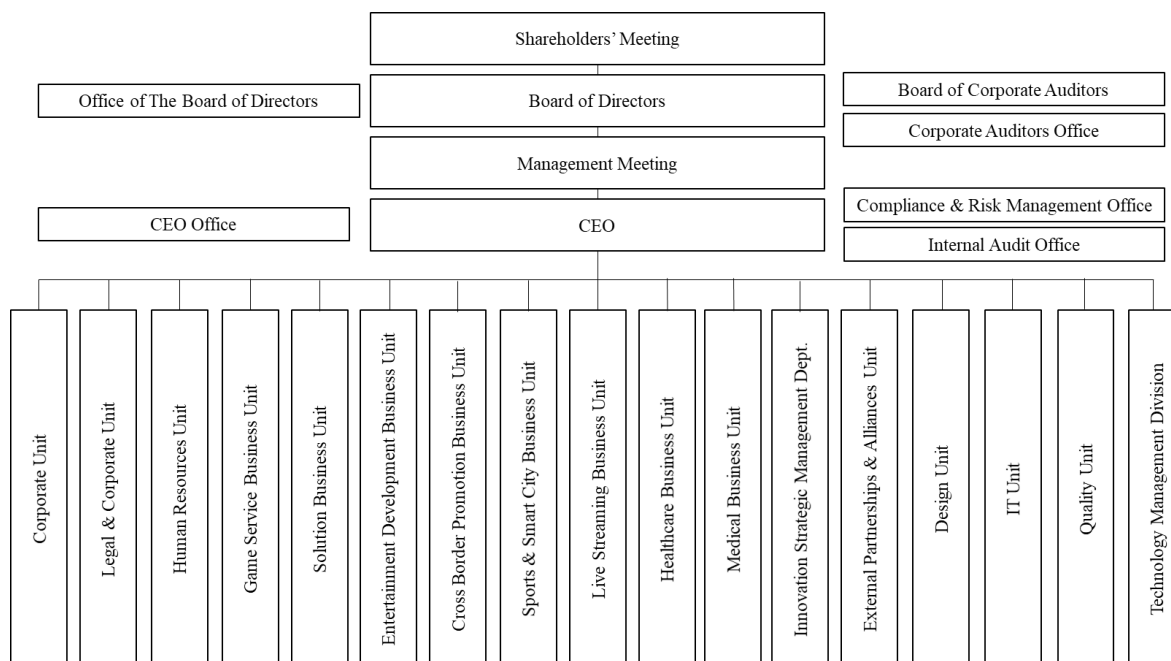 Shareholders' Meeting
Office of The Board of Directors
Board of Directors
Board of Corporate Auditors
Corporate Auditors Office
Management Meeting
CEO Office
CEO
Compliance & Risk Management Office
Internal Audit Office
Corporate Unit
Legal & Corporate Unit
Human Resources Unit
Game Service Business Unit
Solution Business Unit
Entertainment Development Business Unit
Cross Border Promotion Business Unit
Sports & Smart City Business Unit
Live Streaming Business Unit
Healthcare Business Unit
Medical Business Unit
Innovation Strategic Management Dept.
External Partnerships & Alliances Unit
Design Unit
IT Unit
Quality Unit
Technology Management Division